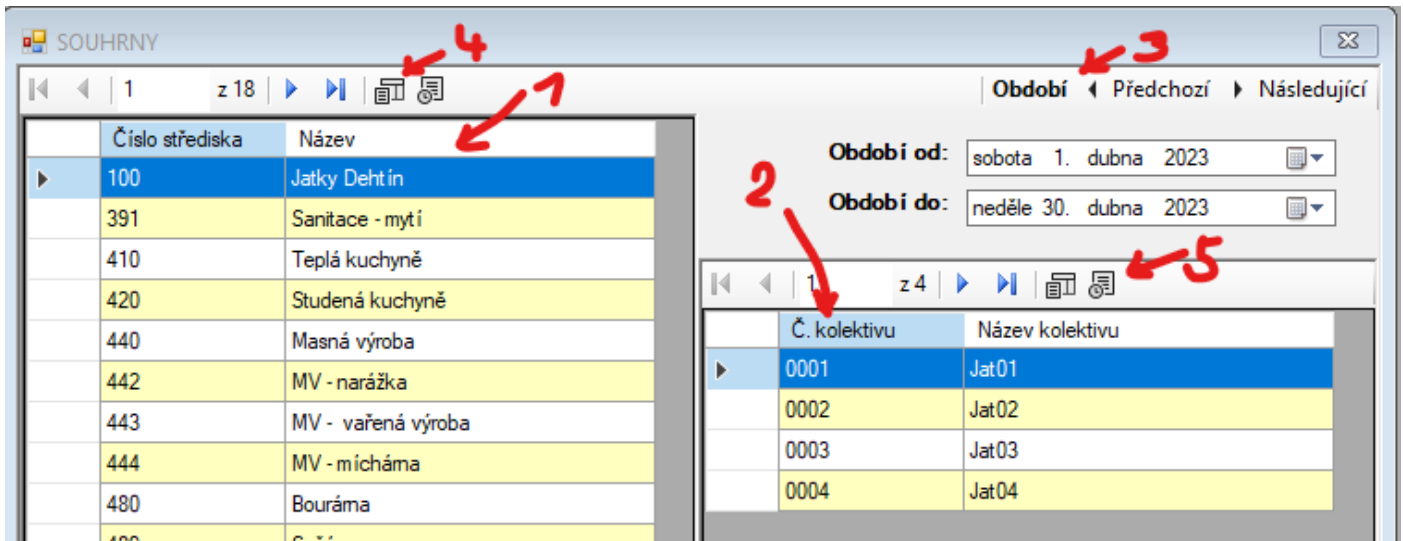 SOUHRNY
4
3
1 z 18
1
Období Předchozí Následující
Číslo střediska Název
100 Jatky Dehtín
391 Sanitace - mytí
410 Teplá kuchyně
420 Studená kuchyně
440 Masná výroba
442 MV - narážka
443 MV - vařená výroba
444 MV - míchárna
480 Bourárna
Období od: sobota 1. dubna 2023
2
Období do: neděle 30. dubna 2023
5
1 z 4
Č. kolektivu Název kolektivu
0001 Jat01
0002 Jat02
0003 Jat03
0004 Jat04